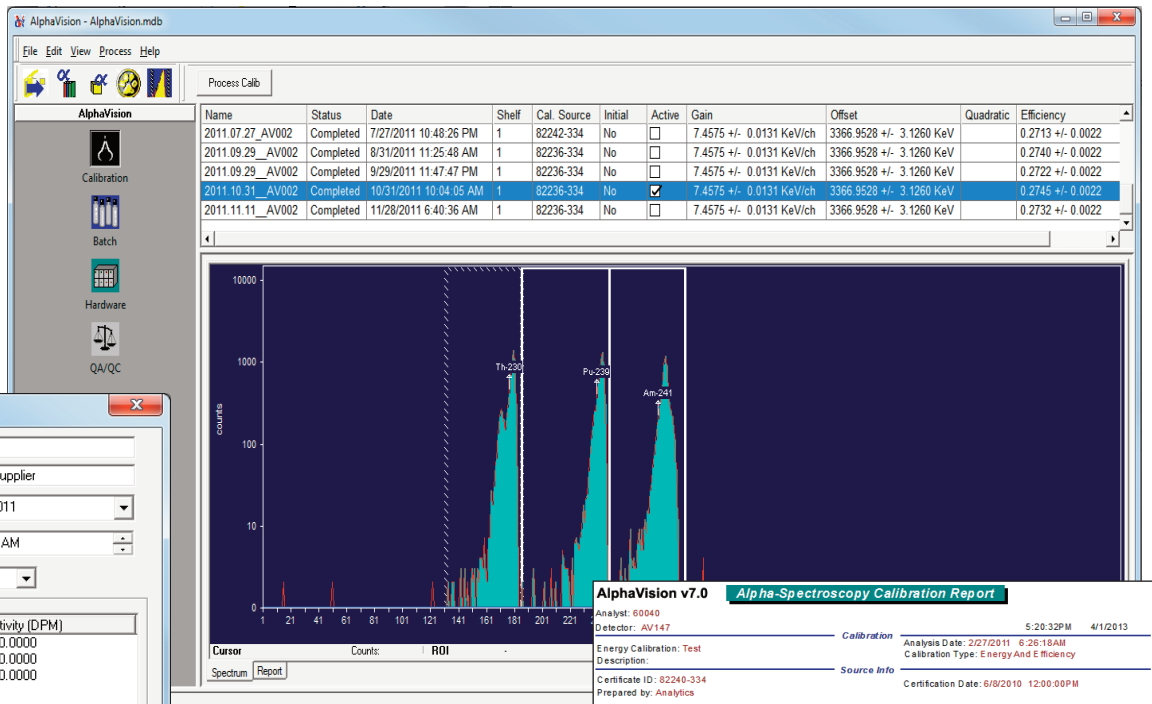 AlphaVision - AlphaVision.mdb
File Edit View Process Help
Process Calib
AlphaVision
Calibration
Batch
Hardware
QA/QC
Name Status Date Shelf Cal. Source Initial Active Gain Offset Quadratic Efficiency
2011.07.27_AV002 Completed 7/27/2011 10:48:26 PM 1 82242-334 No 7.4575 +/- 0.0131 KeV/ch 3366.9528 +/- 3.1260 KeV 0.2713 +/- 0.0022
2011.09.29__AV002 Completed 8/31/2011 11:25:48 AM 1 82236-334 No 7.4575 +/- 0.0131 KeV/ch 3366.9528 +/- 3.1260 KeV 0.2740 +/- 0.0022
2011.09.29__AV002 Completed 9/29/2011 11:47:47 PM 1 82236-334 No 7.4575 +/- 0.0131 KeV/ch 3366.9528 +/- 3.1260 KeV 0.2722 +/- 0.0022
2011.10.31__AV002 Completed 10/31/2011 10:04:05 AM 1 82236-334 No 7.4575 +/- 0.0131 KeV/ch 3366.9528 +/- 3.1260 KeV 0.2745 +/- 0.0022
2011.11.11__AV002 Completed 11/28/2011 6:40:36 AM 1 82236-334 No 7.4575 +/- 0.0131 KeV/ch 3366.9528 +/- 3.1260 KeV 0.2732 +/- 0.0022
10000
1000
100
10
0
counts
Th-230
Pu-239
Am-241
1 21 41 61 81 101 121 141 161 181 201 221
Cursor Counts: ROI -
Spectrum Report
upplier
011
AM
tivity (DPM)
0.0000
0.0000
0.0000
AlphaVision v7.0 Alpha-Spectroscopy Calibration Report
Analyst: 60040
Detector: AV147 5:20:32PM 4/1/2013
Calibration
Energy Calibration: Test Analysis Date: 2/27/2011 6:26:18AM
Description: Calibration Type: Energy And Efficiency
Source Info
Certificate ID: 82240-334 Certification Date: 6/8/2010 12:00:00PM
Prepared by: Analytics